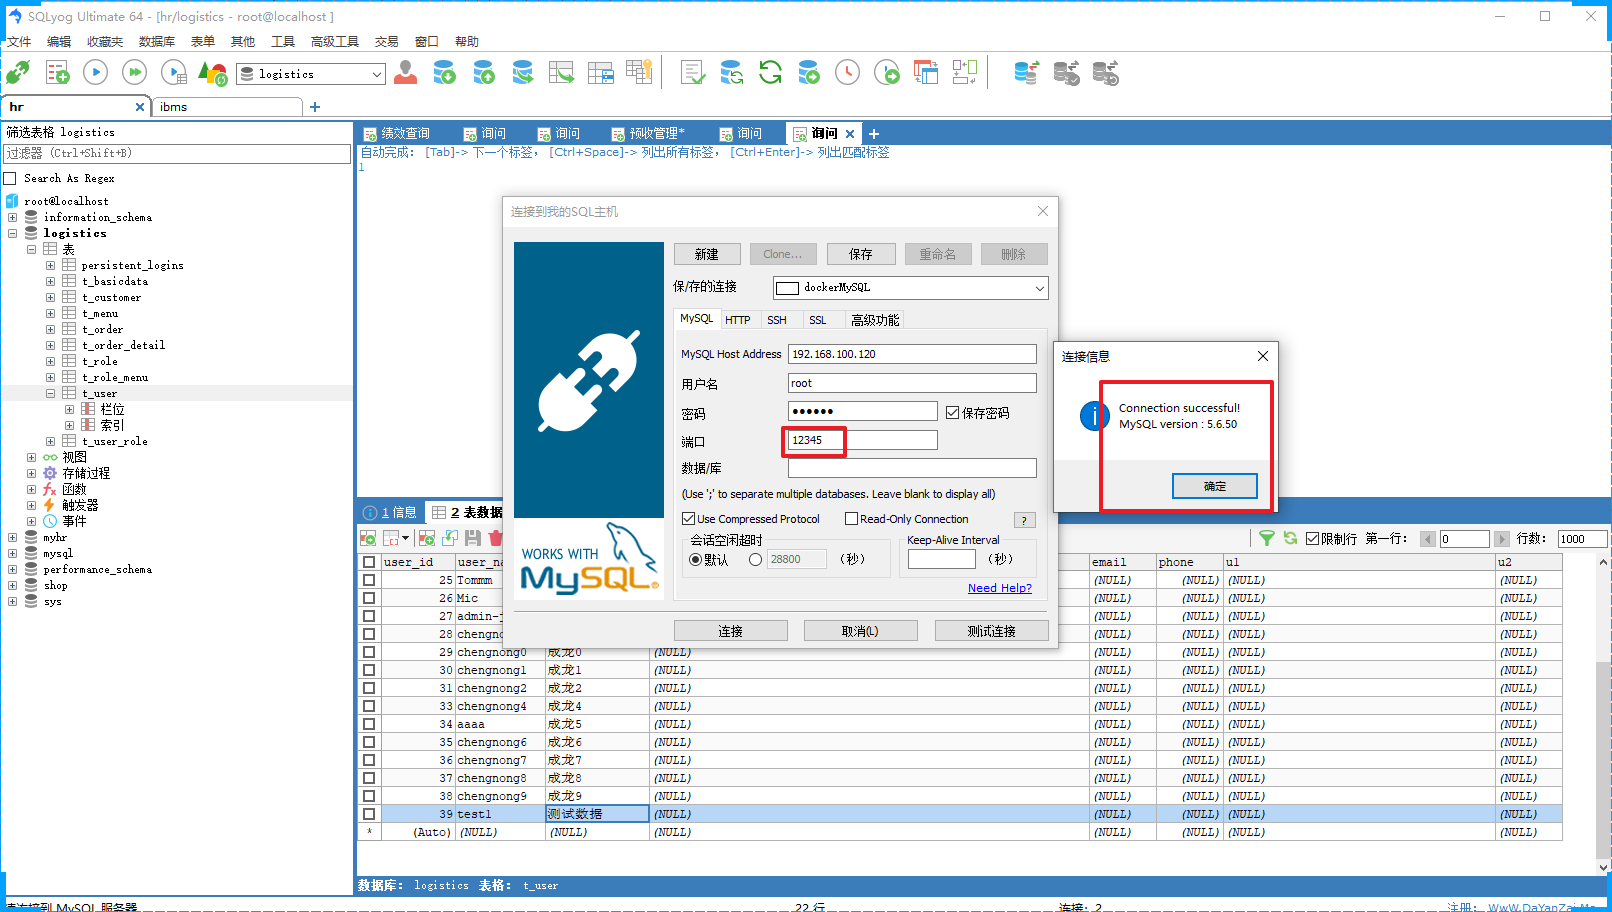 SQLyog Ultimate 64 - [hr/logistics - root@localhost ]
文件 编辑 收藏夹 数据库 表单 其他 工具 高级工具 交易 窗口 帮助
logistics
hr ibms
筛选表格 logistics
过滤器 (Ctrl+Shift+B)
Search As Regex
root@localhost
information_schema
logistics
表
persistent_logins
t_basicdata
t_customer
t_menu
t_order
t_order_detail
t_role
t_role_menu
t_user
栏位
索引
t_user_role
视图
存储过程
函数
触发器
事件
myhr
mysql
performance_schema
shop
sys
绩效查询 询问 询问 预收管理* 询问 询问
自动完成: [Tab]-> 下一个标签, [Ctrl+Space]-> 列出所有标签, [Ctrl+Enter]-> 列出匹配标签
1
连接到我的SQL主机
新建 Clone... 保存 重命名 删除
保/存的连接 dockerMySQL
MySQL HTTP SSH SSL 高级功能
MySQL Host Address 192.168.100.120
用户名 root
密码 ●●●●●● 保存密码
端口 12345
数据/库
(Use ';' to separate multiple databases. Leave blank to display all)
Use Compressed Protocol Read-Only Connection ?
会话空闲超时 Keep-Alive Interval
默认 28800 (秒) (秒)
Need Help?
WORKS WITH
MySQL
连接 取消(L) 测试连接
连接信息
Connection successful!
MySQL version : 5.6.50
确定
1 信息 2 表数据
限制行 第一行: 0 行数: 1000
user_id user_na email phone u1 u2
25 Tommm (NULL) (NULL) (NULL) (NULL)
26 Mic (NULL) (NULL) (NULL) (NULL)
27 admin- (NULL) (NULL) (NULL) (NULL)
28 chengno (NULL) (NULL) (NULL) (NULL)
29 chengnong0 成龙0 (NULL) (NULL) (NULL) (NULL) (NULL)
30 chengnong1 成龙1 (NULL) (NULL) (NULL) (NULL) (NULL)
31 chengnong2 成龙2 (NULL) (NULL) (NULL) (NULL) (NULL)
33 chengnong4 成龙4 (NULL) (NULL) (NULL) (NULL) (NULL)
34 aaaa 成龙5 (NULL) (NULL) (NULL) (NULL) (NULL)
35 chengnong6 成龙6 (NULL) (NULL) (NULL) (NULL) (NULL)
36 chengnong7 成龙7 (NULL) (NULL) (NULL) (NULL) (NULL)
37 chengnong8 成龙8 (NULL) (NULL) (NULL) (NULL) (NULL)
38 chengnong9 成龙9 (NULL) (NULL) (NULL) (NULL) (NULL)
39 test1 测试数据 (NULL) (NULL) (NULL) (NULL) (NULL)
* (Auto) (NULL) (NULL) (NULL) (NULL) (NULL) (NULL) (NULL)
数据库: logistics 表格: t_user
连接到 MySQL 服务器 22 行 连接: 2 注册: WwW.DaYanZai.Me